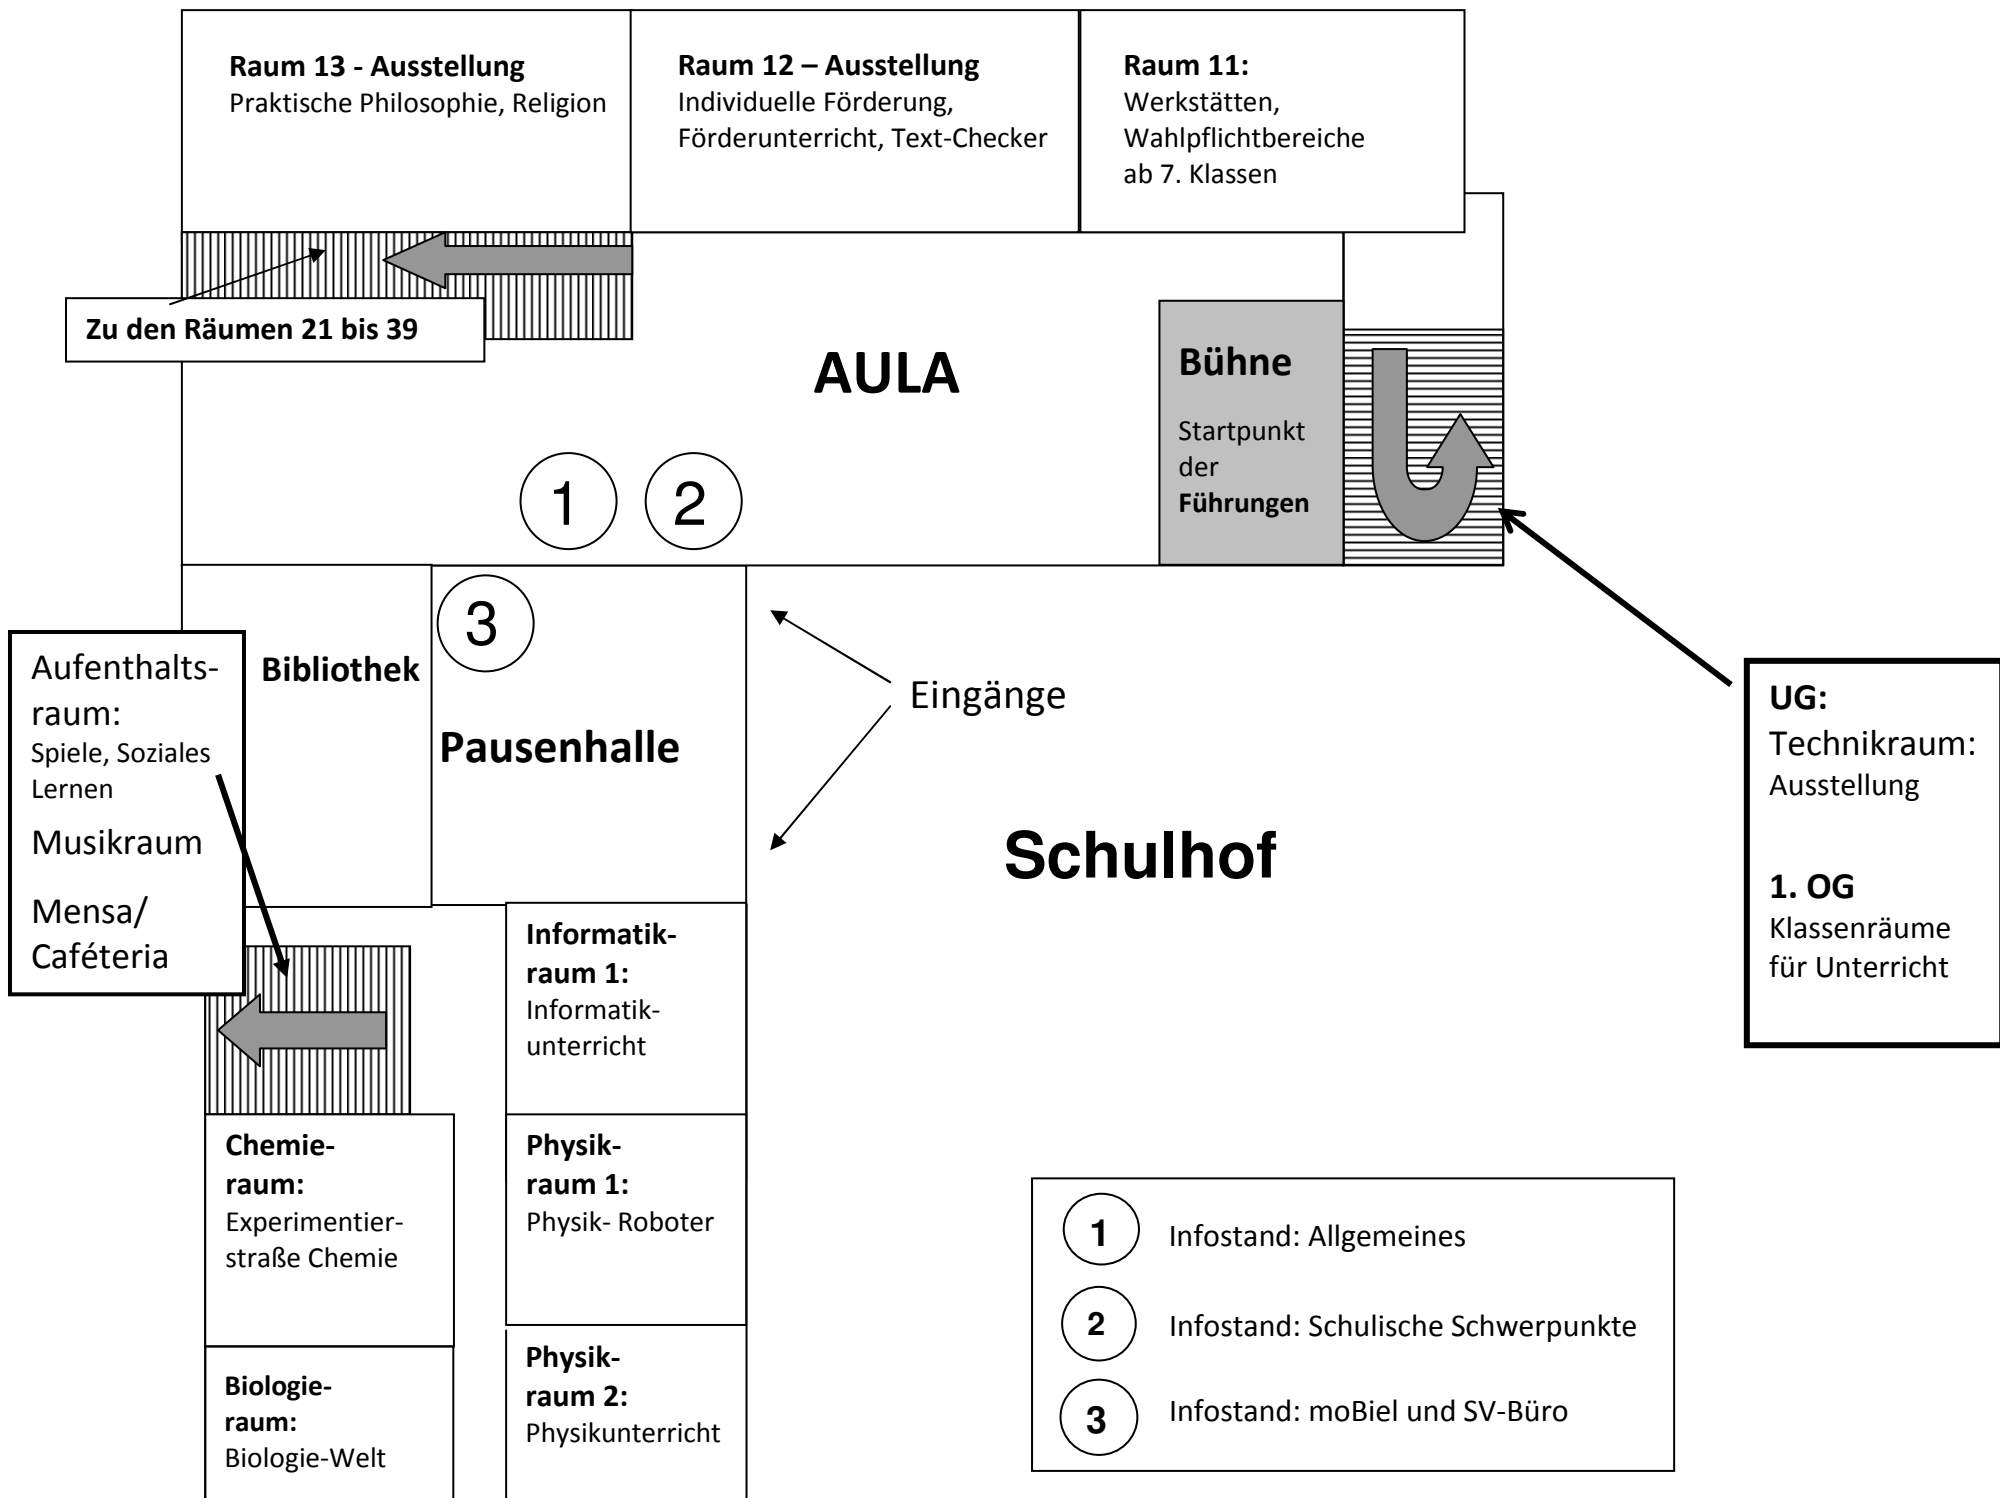 Raum 13 - Ausstellung
Praktische Philosophie, Religion
Raum 12 – Ausstellung
Individuelle Förderung,
Förderunterricht, Text-Checker
Raum 11:
Werkstätten,
Wahlpflichtbereiche
ab 7. Klassen
Zu den Räumen 21 bis 39
AULA
Bühne
Startpunkt
der
Führungen
1
2
3
Bibliothek
Pausenhalle
Eingänge
Schulhof
Aufenthalts-
raum:
Spiele, Soziales
Lernen
Musikraum
Mensa/
Caféteria
UG:
Technikraum:
Ausstellung
1. OG
Klassenräume
für Unterricht
Informatik-
raum 1:
Informatik-
unterricht
Chemie-
raum:
Experimentier-
straße Chemie
Physik-
raum 1:
Physik- Roboter
Biologie-
raum:
Biologie-Welt
Physik-
raum 2:
Physikunterricht
1 Infostand: Allgemeines
2 Infostand: Schulische Schwerpunkte
3 Infostand: moBiel und SV-Büro